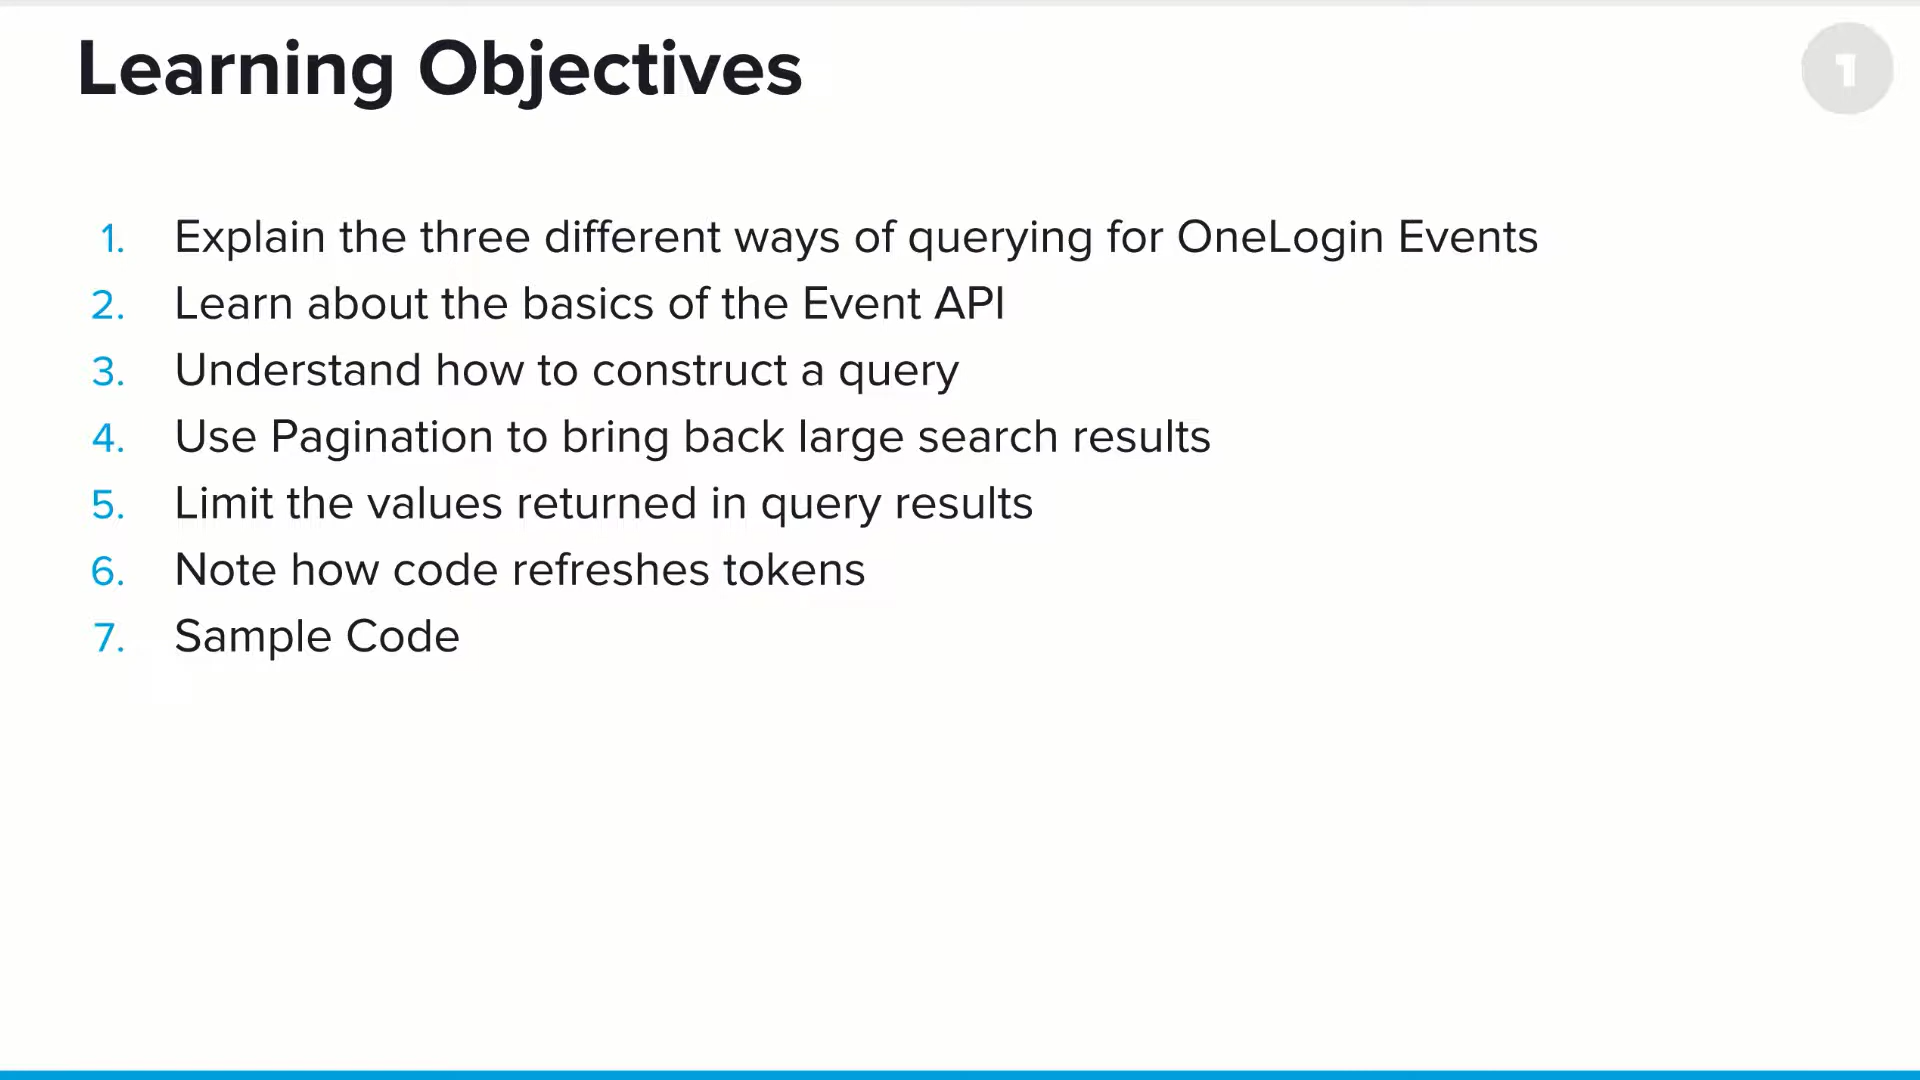 Learning Objectives
1
1. Explain the three different ways of querying for OneLogin Events
2. Learn about the basics of the Event API
3. Understand how to construct a query
4. Use Pagination to bring back large search results
5. Limit the values returned in query results
6. Note how code refreshes tokens
7. Sample Code